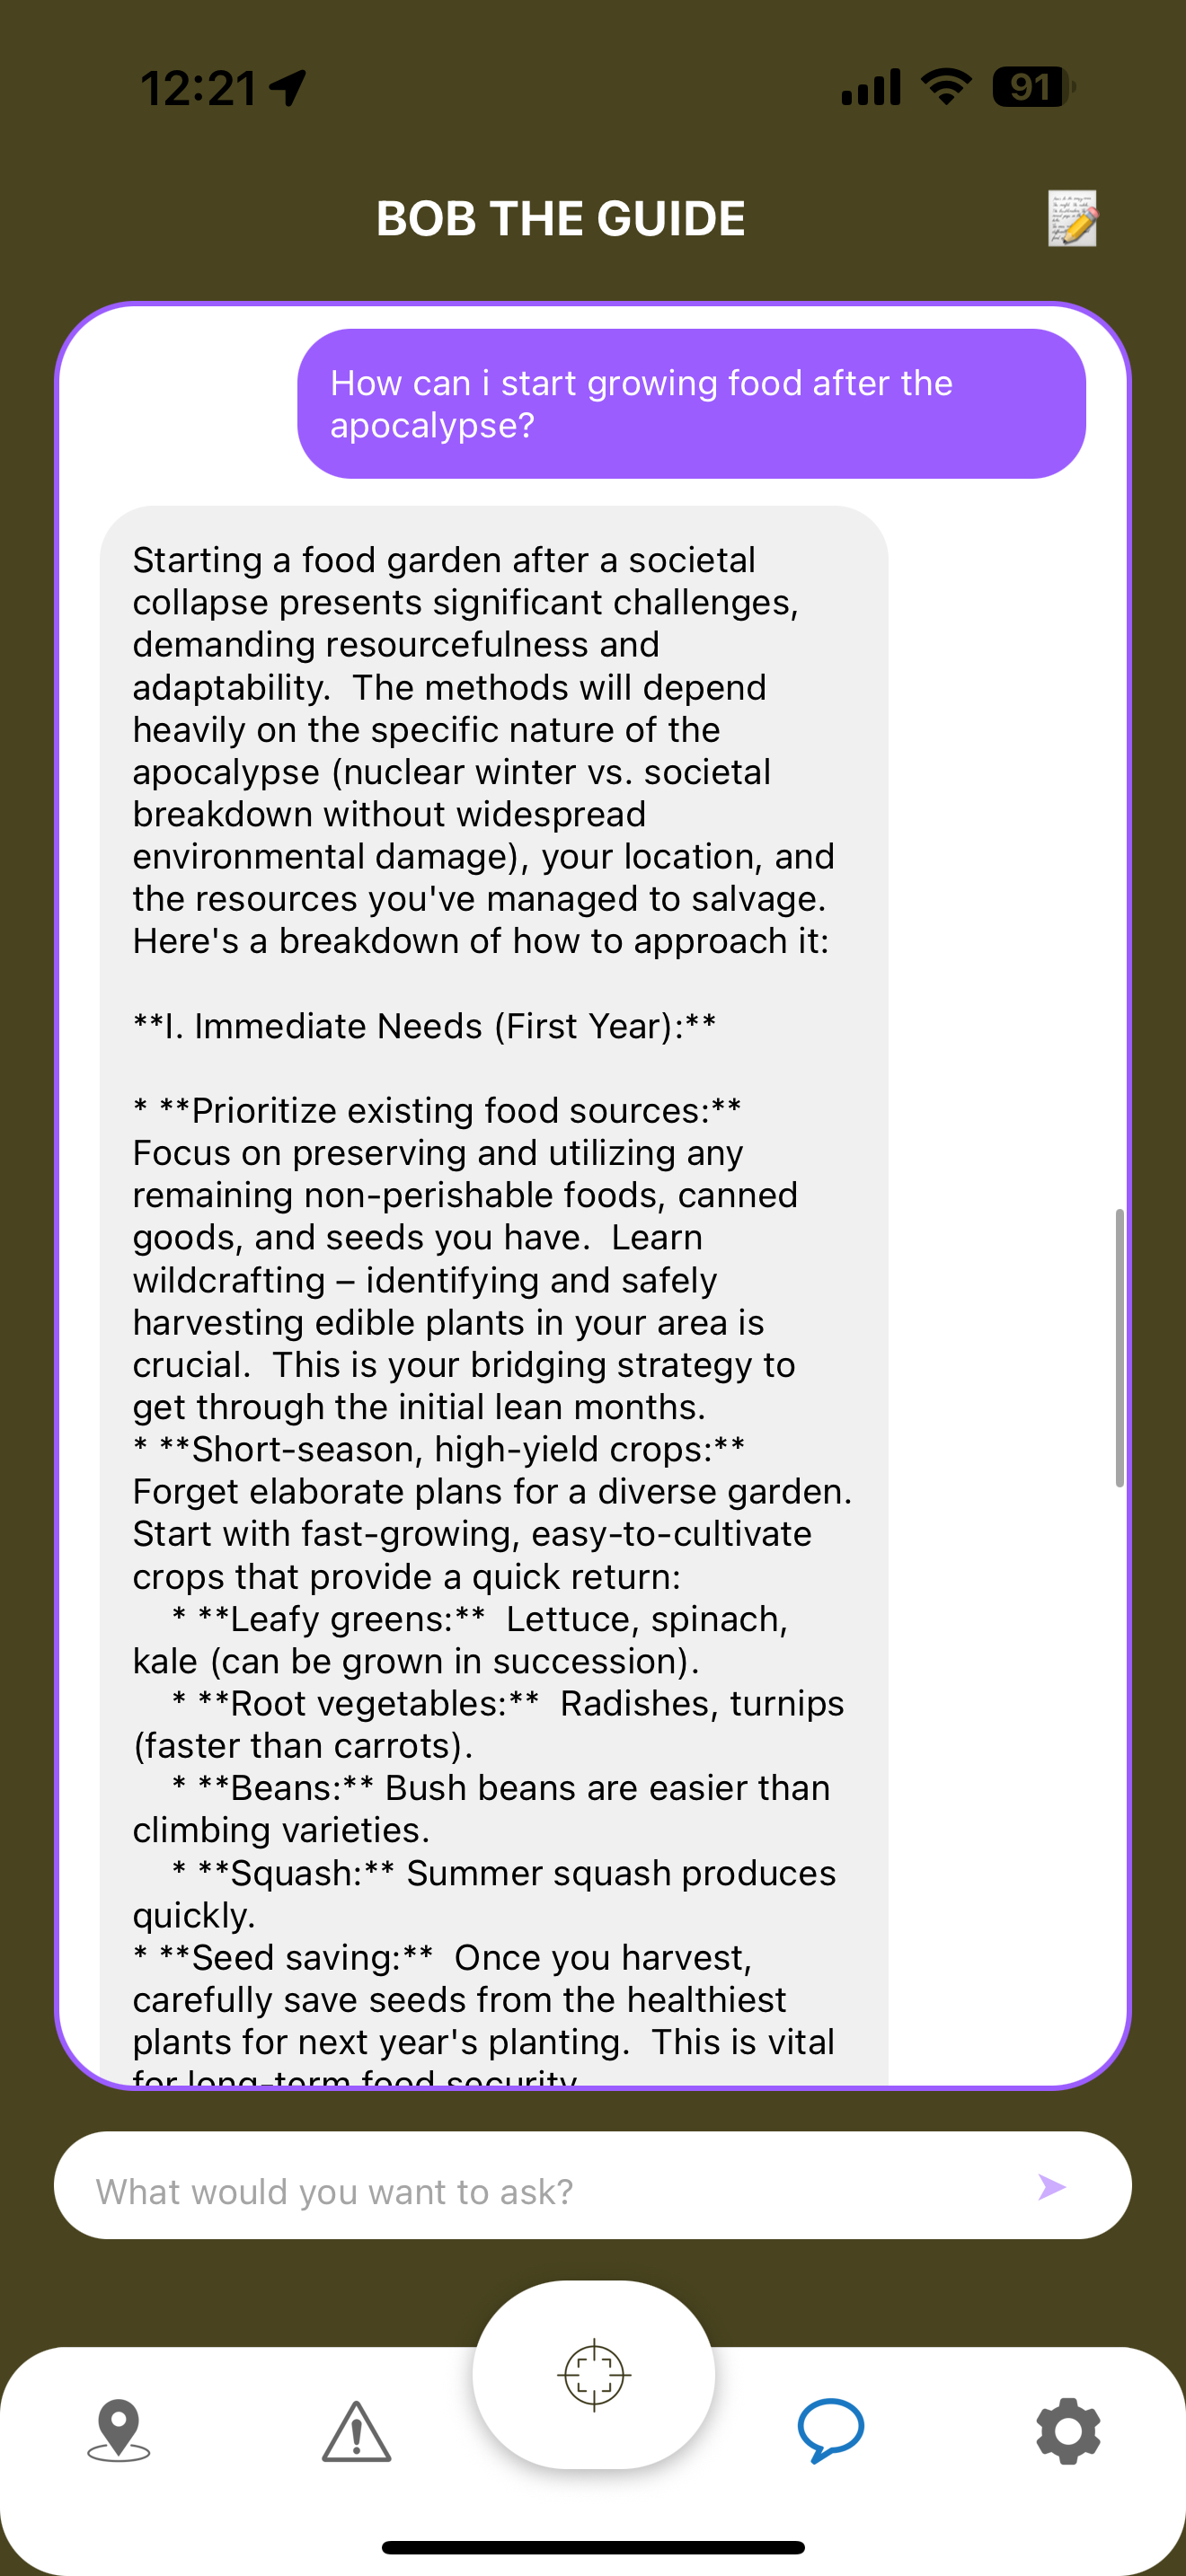 12:21
91
BOB THE GUIDE
How can i start growing food after the
apocalypse?
Starting a food garden after a societal
collapse presents significant challenges,
demanding resourcefulness and
adaptability.  The methods will depend
heavily on the specific nature of the
apocalypse (nuclear winter vs. societal
breakdown without widespread
environmental damage), your location, and
the resources you've managed to salvage.
Here's a breakdown of how to approach it:
**I. Immediate Needs (First Year):**
* **Prioritize existing food sources:**
Focus on preserving and utilizing any
remaining non-perishable foods, canned
goods, and seeds you have.  Learn
wildcrafting – identifying and safely
harvesting edible plants in your area is
crucial.  This is your bridging strategy to
get through the initial lean months.
* **Short-season, high-yield crops:**
Forget elaborate plans for a diverse garden.
Start with fast-growing, easy-to-cultivate
crops that provide a quick return:
* **Leafy greens:**  Lettuce, spinach,
kale (can be grown in succession).
* **Root vegetables:**  Radishes, turnips
(faster than carrots).
* **Beans:** Bush beans are easier than
climbing varieties.
* **Squash:** Summer squash produces
quickly.
* **Seed saving:**  Once you harvest,
carefully save seeds from the healthiest
plants for next year's planting.  This is vital
for long-term food security.
What would you want to ask?